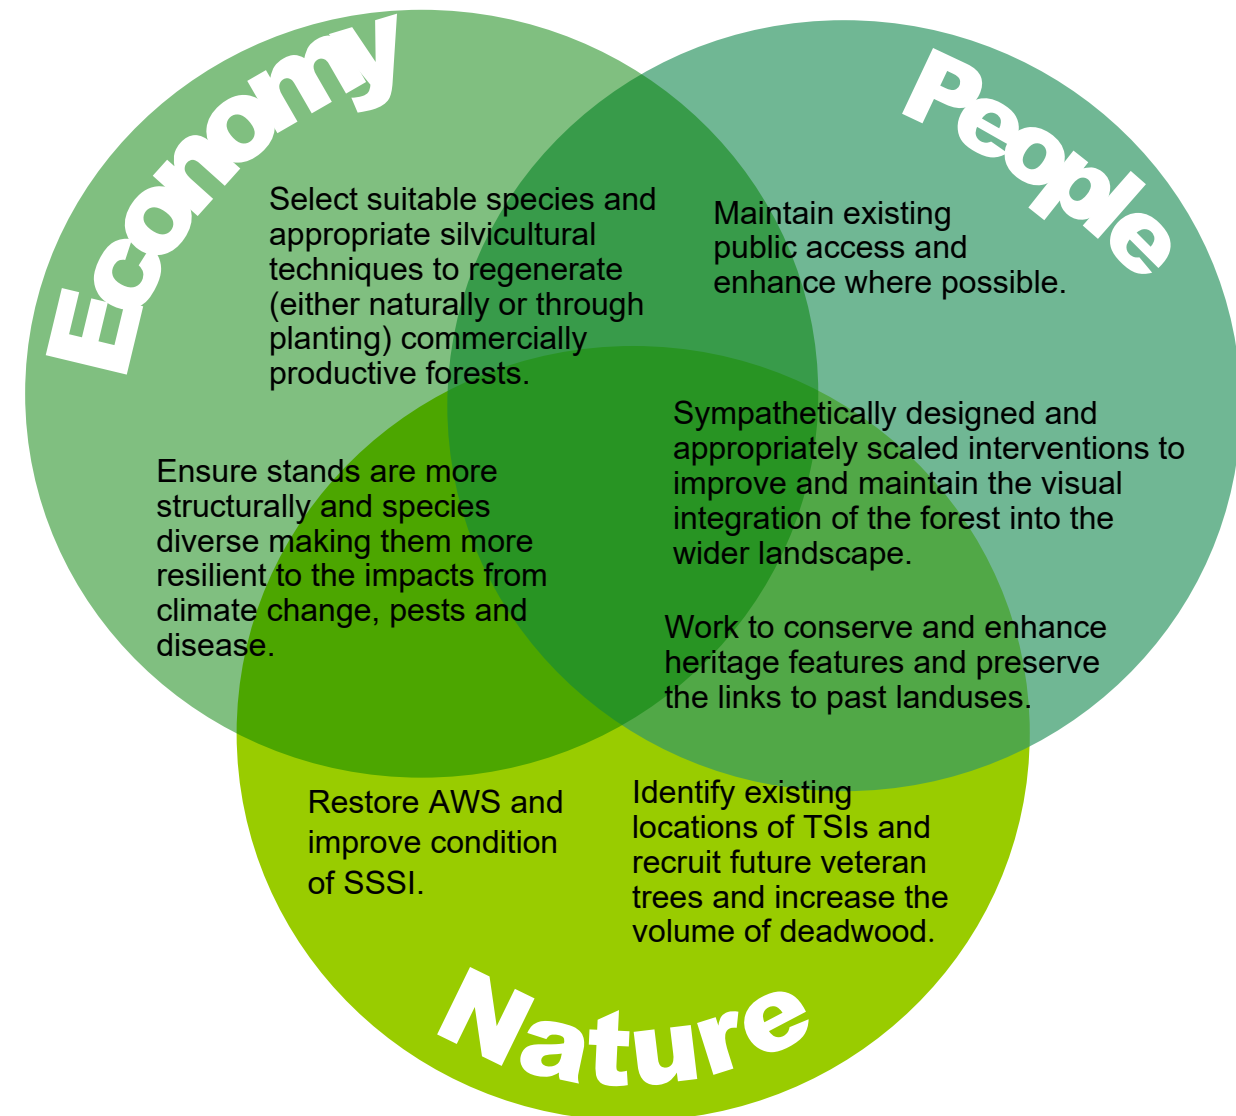 Economy
People
Select suitable species and
appropriate silvicultural
techniques to regenerate
(either naturally or through
planting) commercially
productive forests.
Maintain existing
public access and
enhance where possible.
Sympathetically designed and
appropriately scaled interventions to
improve and maintain the visual
integration of the forest into the
wider landscape.
Ensure stands are more
structurally and species
diverse making them more
resilient to the impacts from
climate change, pests and
disease.
Work to conserve and enhance
heritage features and preserve
the links to past landuses.
Restore AWS and
improve condition
of SSSI.
Identify existing
locations of TSIs and
recruit future veteran
trees and increase the
volume of deadwood.
Nature